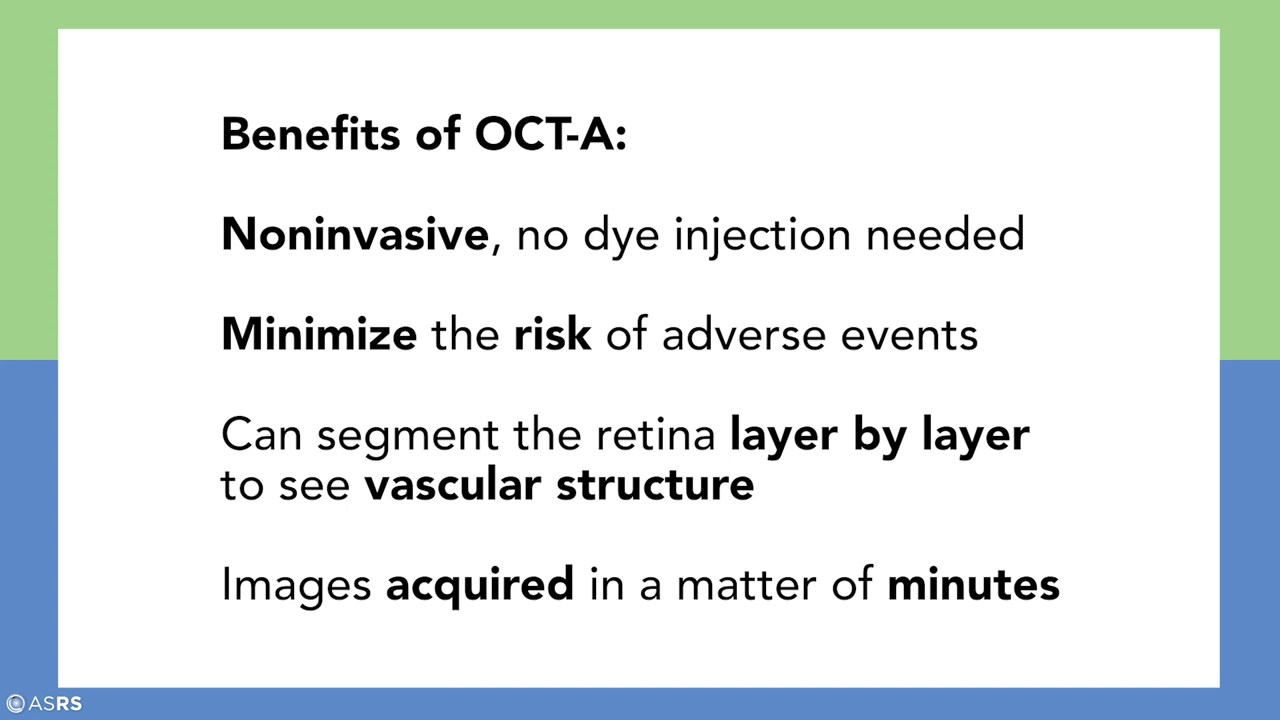 Benefits of OCT-A:
Noninvasive, no dye injection needed
Minimize the risk of adverse events
Can segment the retina layer by layer
to see vascular structure
Images acquired in a matter of minutes
ASRS